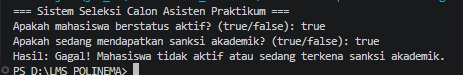 === Sistem Seleksi Calon Asisten Praktikum ===
Apakah mahasiswa berstatus aktif? (true/false): true
Apakah sedang mendapatkan sanksi akademik? (true/false): true
Hasil: Gagal! Mahasiswa tidak aktif atau sedang terkena sanksi akademik.
PS D:\LMS POLINEMA>